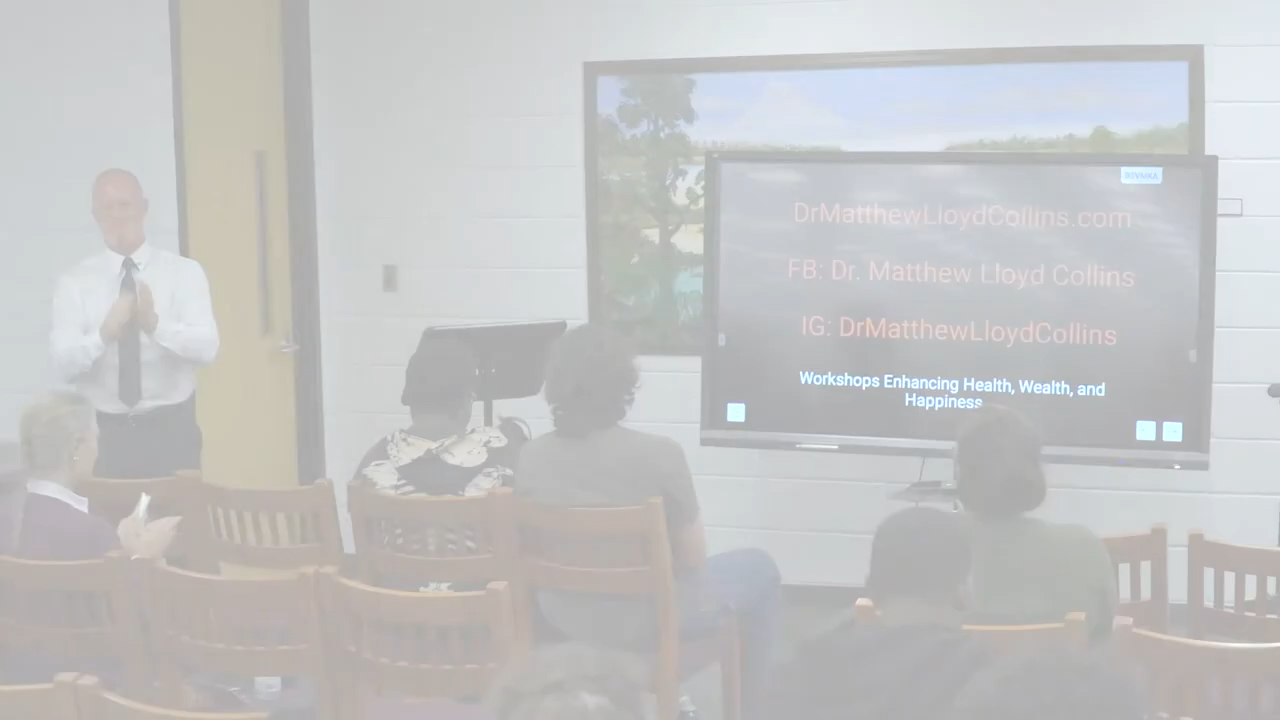 DrMatthewLloydCollins.com
FB: Dr. Matthew Lloyd Collins
IG: DrMatthewLloydCollins
Workshops Enhancing Health, Wealth, and
Happiness